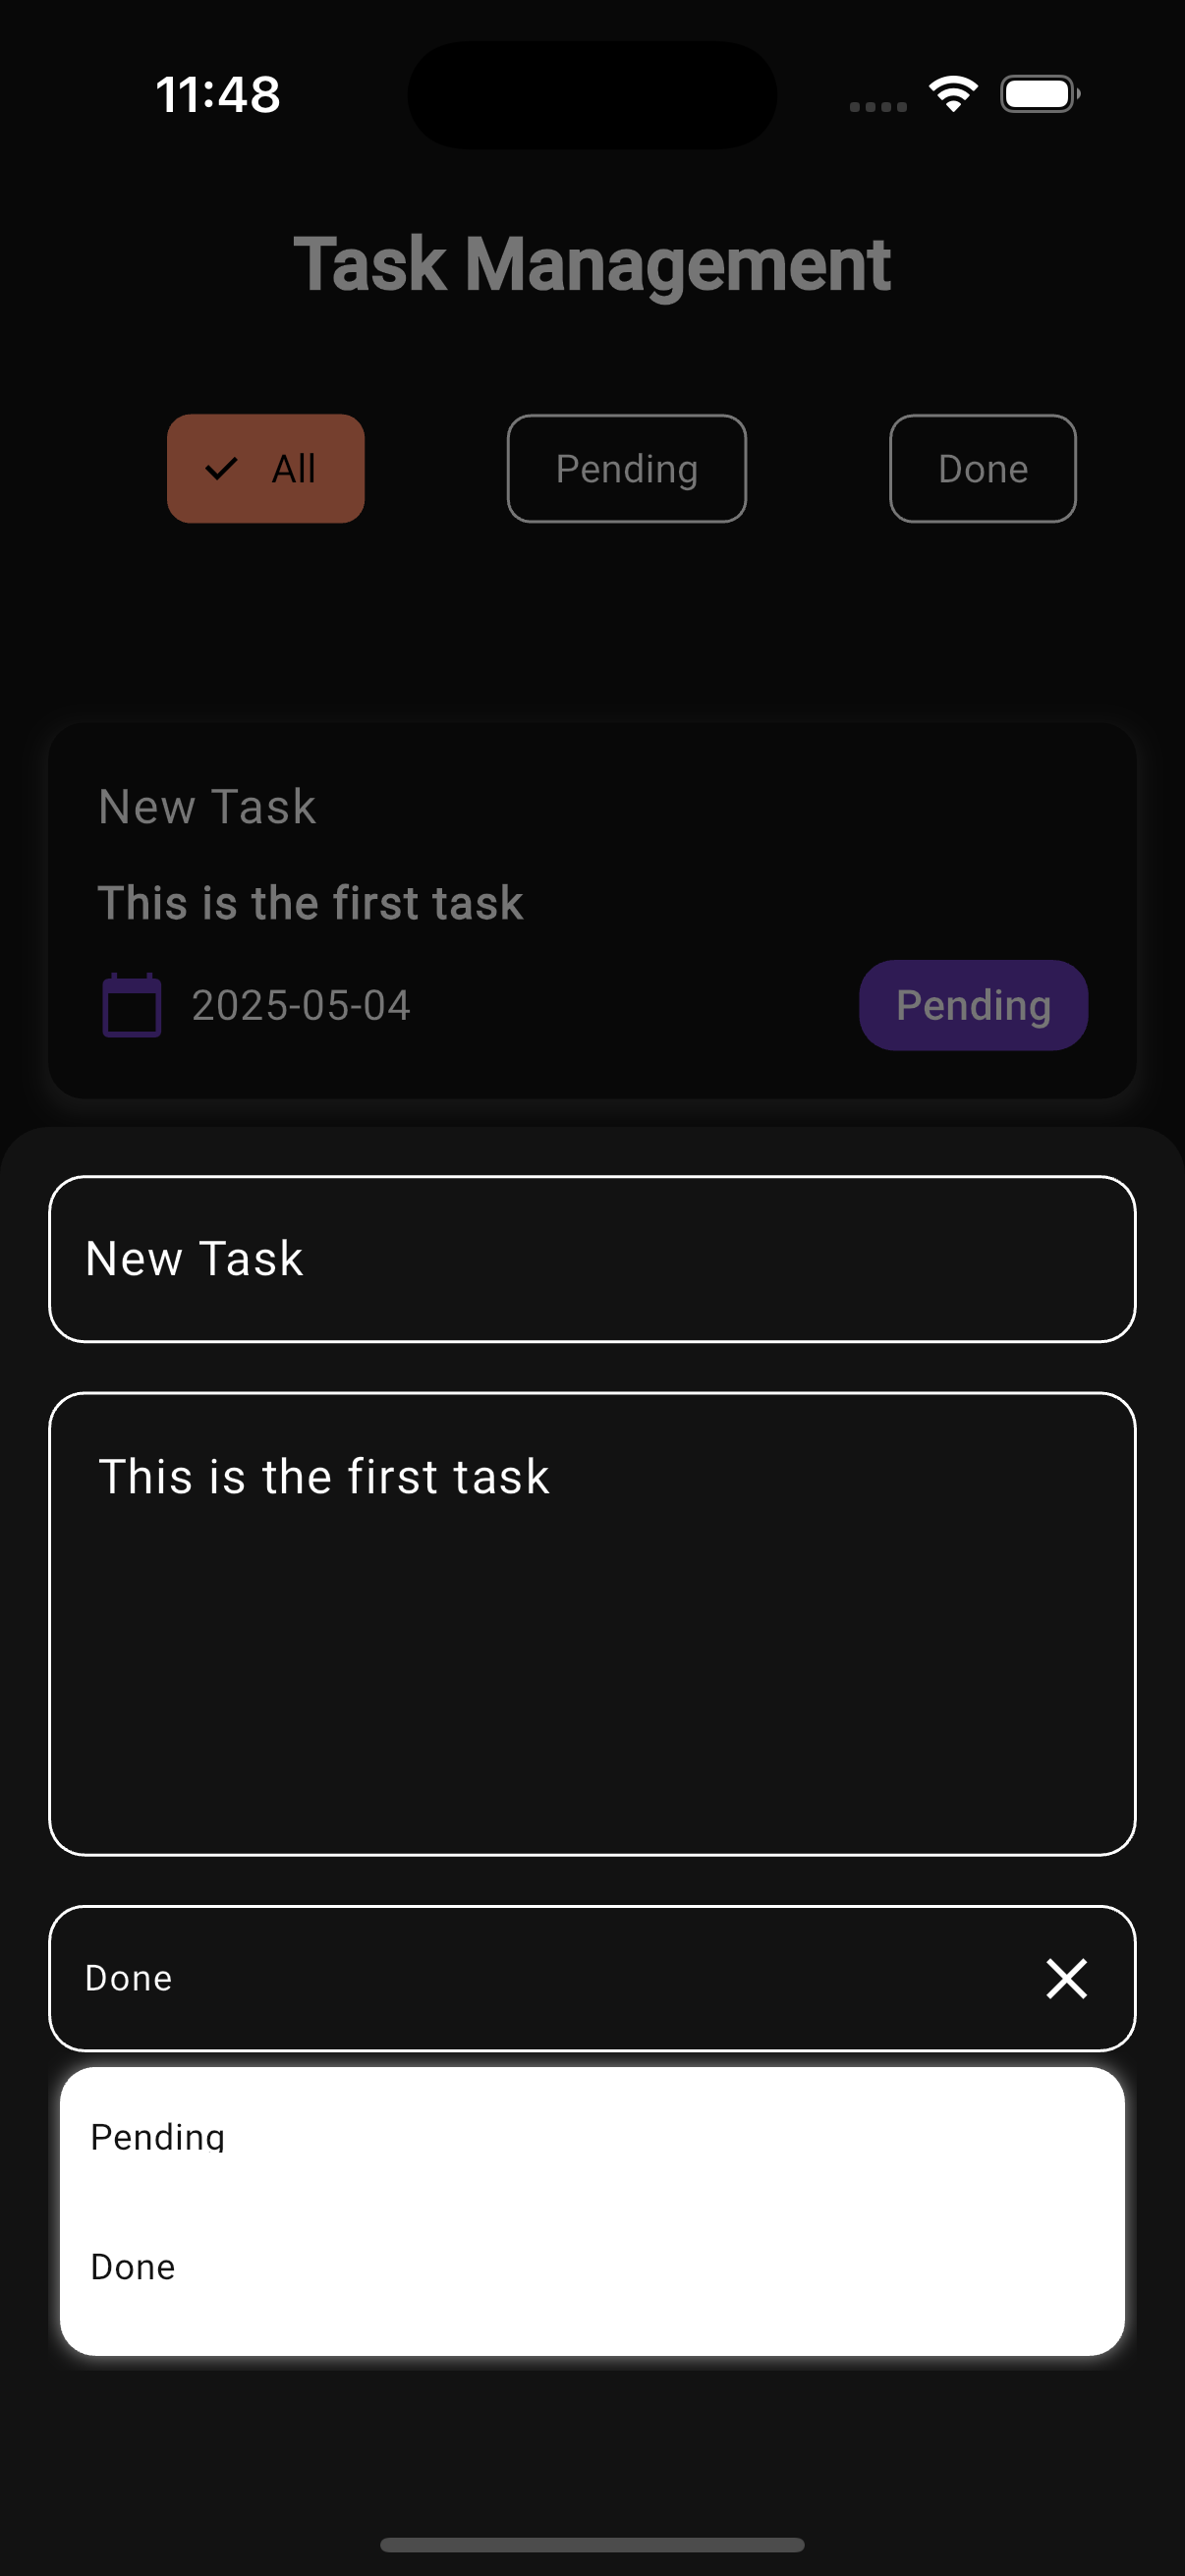 11:48
Task Management
All Pending Done
New Task
This is the first task
2025-05-04 Pending
New Task
This is the first task
Done
Pending
Done